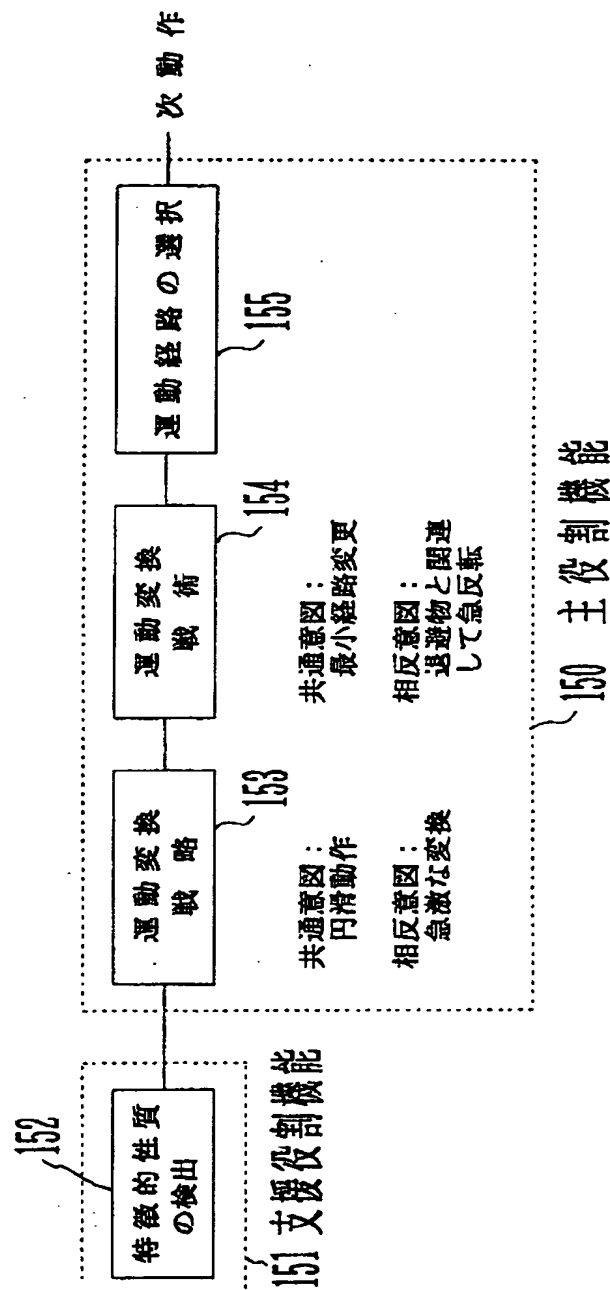 152
特徴的性質
の検出
151 支援役割機能
運動変換
戦略
153
共通意図:
円滑動作
相反意図:
急激な変換
運動変換
戦術
154
共通意図:
最小経路変更
相反意図:
退避物と関連
して急反転
運動経路の選択
155
次動作
150 主役割機能